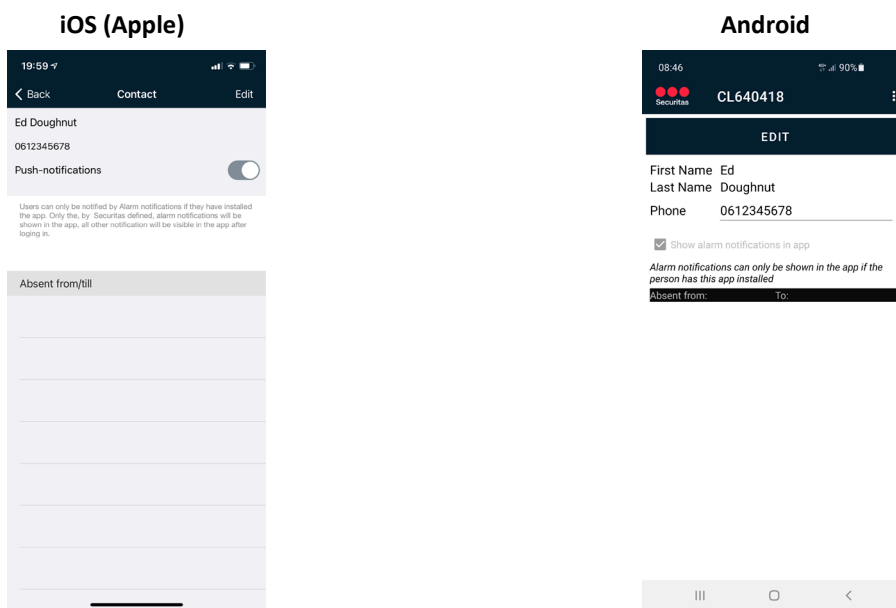 iOS (Apple)
19:59
Back
Contact
Edit
Ed Doughnut
0612345678
Push-notifications
Users can only be notified by Alarm notifications if they have installed
the app. Only the, by Securitas defined, alarm notifications will be
shown in the app, all other notification will be visible in the app after
loging in.
Absent from/till
Android
08:46
90%
Securitas
CL640418
EDIT
First Name Ed
Last Name Doughnut
Phone 0612345678
Show alarm notifications in app
Alarm notifications can only be shown in the app if the
person has this app installed
Absent from: To: